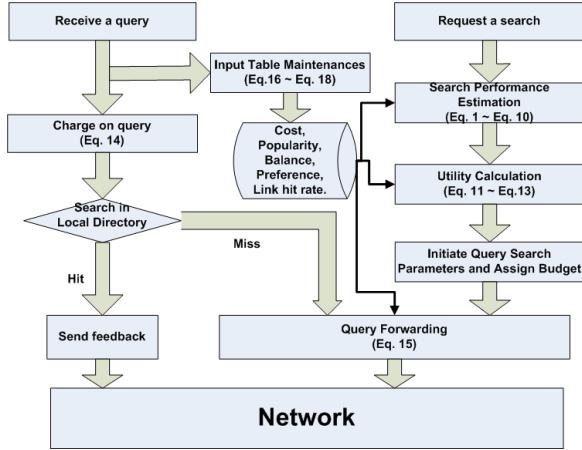 Receive a query
Request a search
Input Table Maintenances
(Eq.16 ~ Eq. 18)
Search Performance
Estimation
(Eq. 1 ~ Eq. 10)
Charge on query
(Eq. 14)
Cost,
Popularity,
Balance,
Preference,
Link hit rate.
Utility Calculation
(Eq. 11 ~ Eq.13)
Search in
Local Directory
Miss
Hit
Initiate Query Search
Parameters and Assign Budget
Send feedback
Query Forwarding
(Eq. 15)
Network